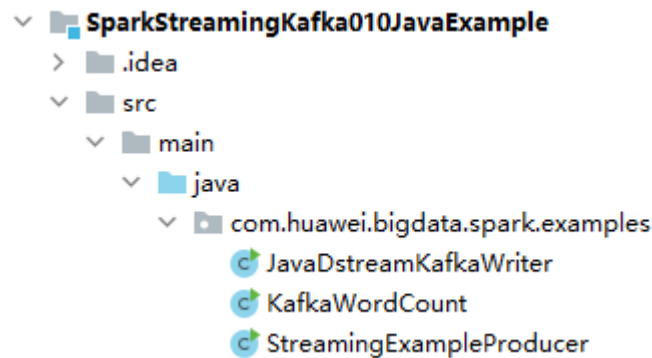 SparkStreamingKafka010JavaExample
.idea
src
main
java
com.huawei.bigdata.spark.examples
JavaDstreamKafkaWriter
KafkaWordCount
StreamingExampleProducer